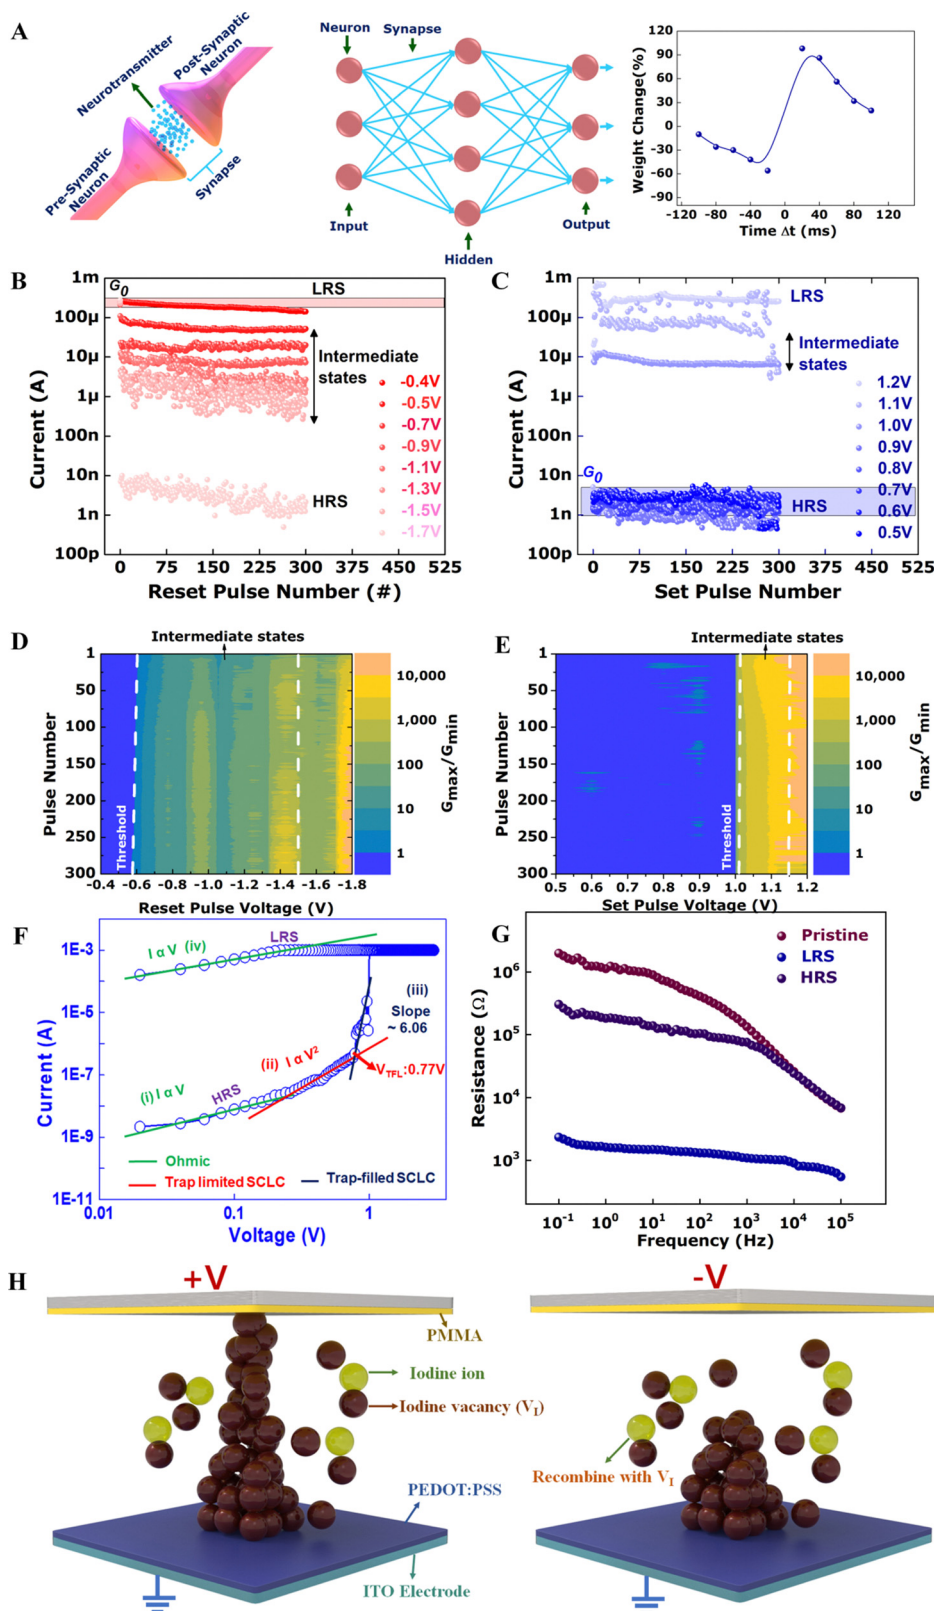 A
Neurotransmitter
Post-Synaptic
Neuron
Pre-Synaptic
Neuron
Synapse
Neuron
Synapse
Input
Hidden
Output
Weight Change(%)
120
90
60
30
0
-30
-60
-90
-120 -80 -40 0 40 80 120
Time Δt (ms)
B
G0
LRS
Intermediate
states
HRS
Current (A)
1m
100µ
10µ
1µ
100n
10n
1n
100p
-0.4V
-0.5V
-0.7V
-0.9V
-1.1V
-1.3V
-1.5V
-1.7V
0 75 150 225 300 375 450 525
Reset Pulse Number (#)
C
LRS
Intermediate
states
G0
HRS
Current (A)
1m
100µ
10µ
1µ
100n
10n
1n
100p
1.2V
1.1V
1.0V
0.9V
0.8V
0.7V
0.6V
0.5V
0 75 150 225 300 375 450 525
Set Pulse Number
D
Intermediate states
Pulse Number
1
50
100
150
200
250
300
Threshold
-0.4 -0.6 -0.8 -1.0 -1.2 -1.4 -1.6 -1.8
Reset Pulse Voltage (V)
10,000
1,000
100
10
1
Gmax/Gmin
E
Intermediate states
Pulse Number
1
50
100
150
200
250
300
Threshold
0.5 0.6 0.7 0.8 0.9 1.0 1.1 1.2
Set Pulse Voltage (V)
10,000
1,000
100
10
1
Gmax/Gmin
F
Current (A)
1E-3
1E-5
1E-7
1E-9
1E-11
I α V (iv)
LRS
(iii)
Slope
~ 6.06
(ii) I α V²
VTFL:0.77V
(i) I α V
HRS
Ohmic
Trap limited SCLC
Trap-filled SCLC
0.01 0.1 1
Voltage (V)
G
Pristine
LRS
HRS
Resistance (Ω)
10⁶
10⁵
10⁴
10³
10⁻¹ 10⁰ 10¹ 10² 10³ 10⁴ 10⁵
Frequency (Hz)
H
+V
PMMA
Iodine ion
Iodine vacancy (VI)
PEDOT:PSS
ITO Electrode
-V
Recombine with VI